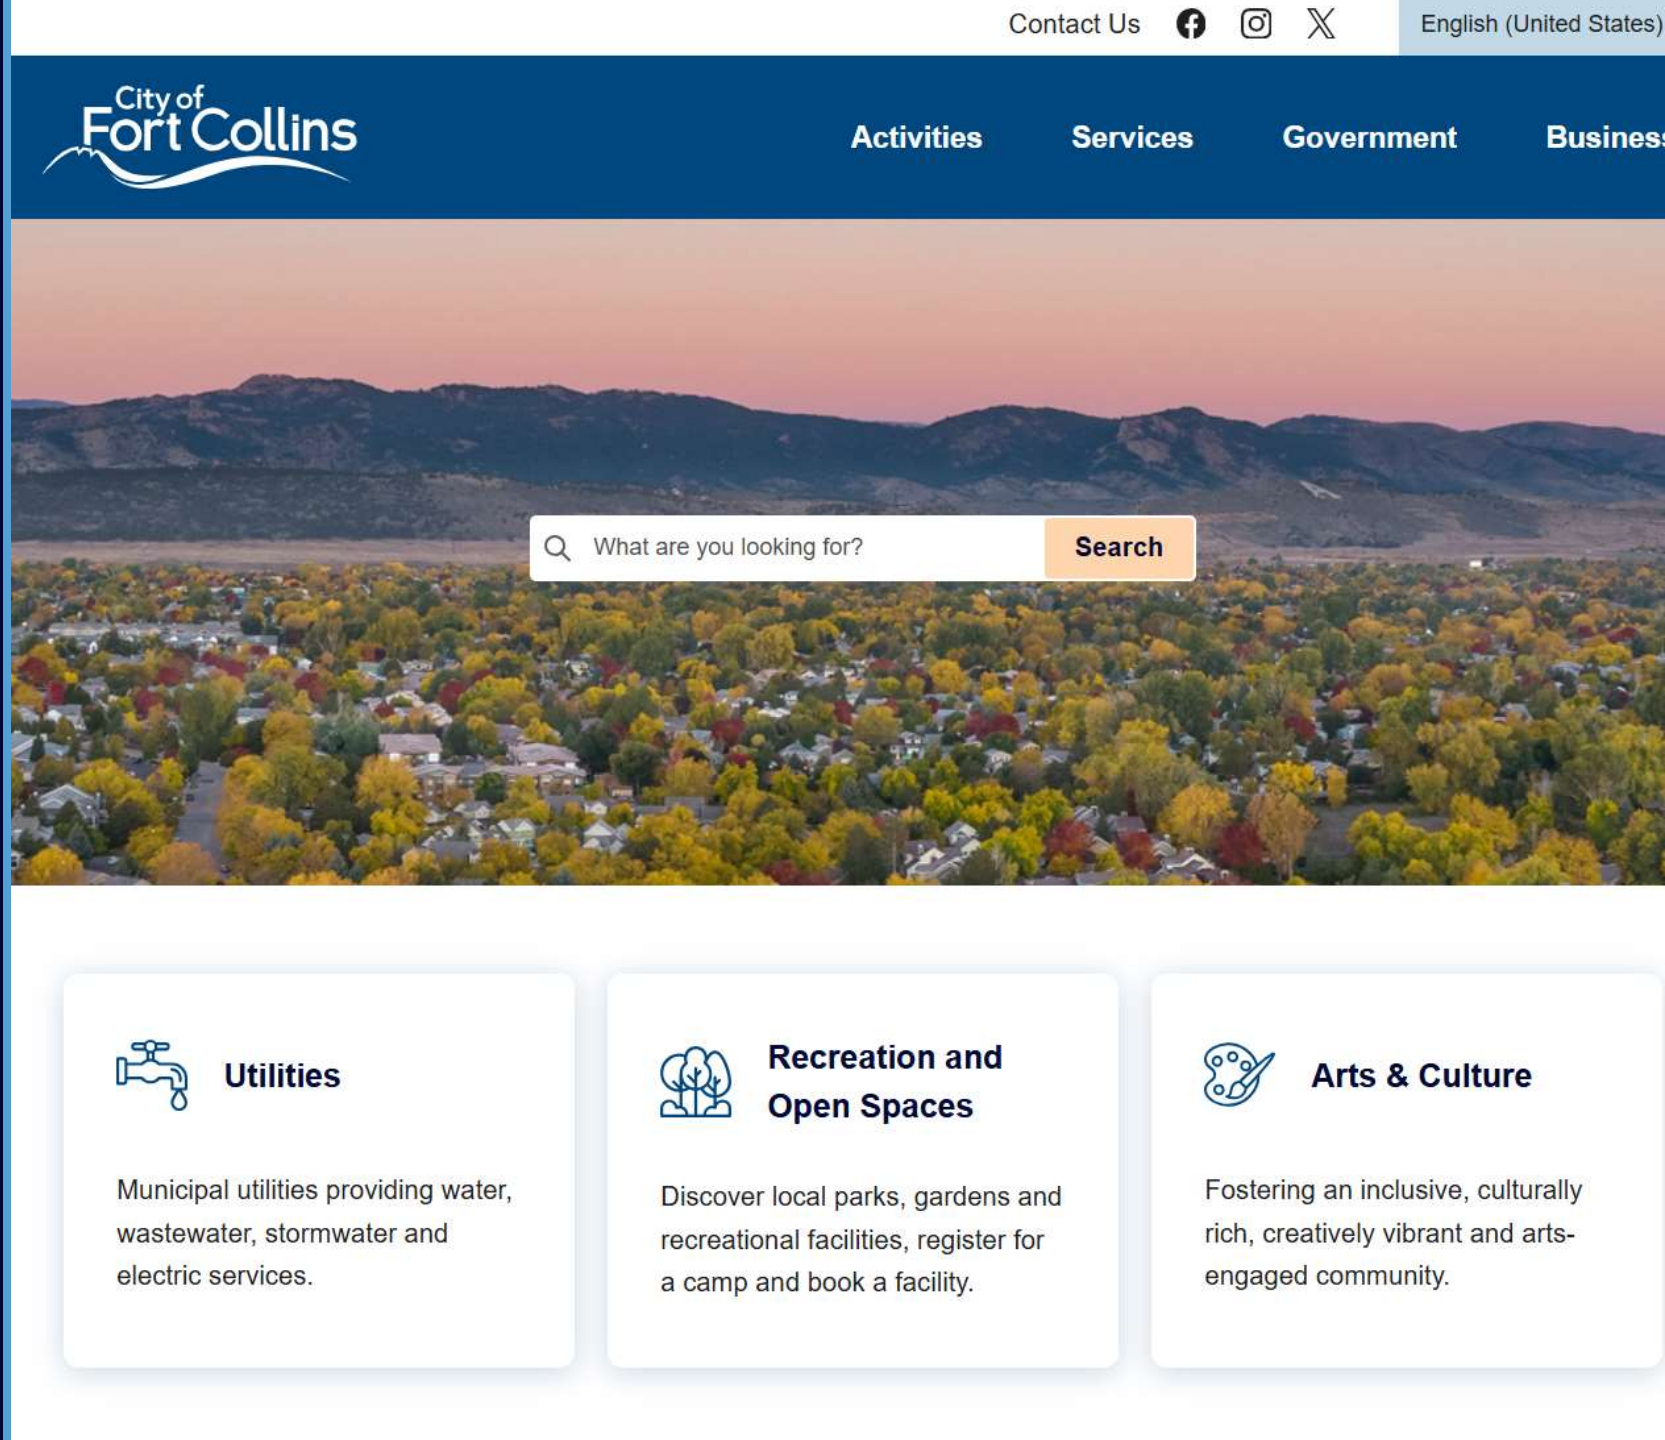 Contact Us
English (United States)
City of
Fort Collins
Activities
Services
Government
Business
What are you looking for?
Search
Utilities
Municipal utilities providing water,
wastewater, stormwater and
electric services.
Recreation and
Open Spaces
Discover local parks, gardens and
recreational facilities, register for
a camp and book a facility.
Arts & Culture
Fostering an inclusive, culturally
rich, creatively vibrant and arts-
engaged community.